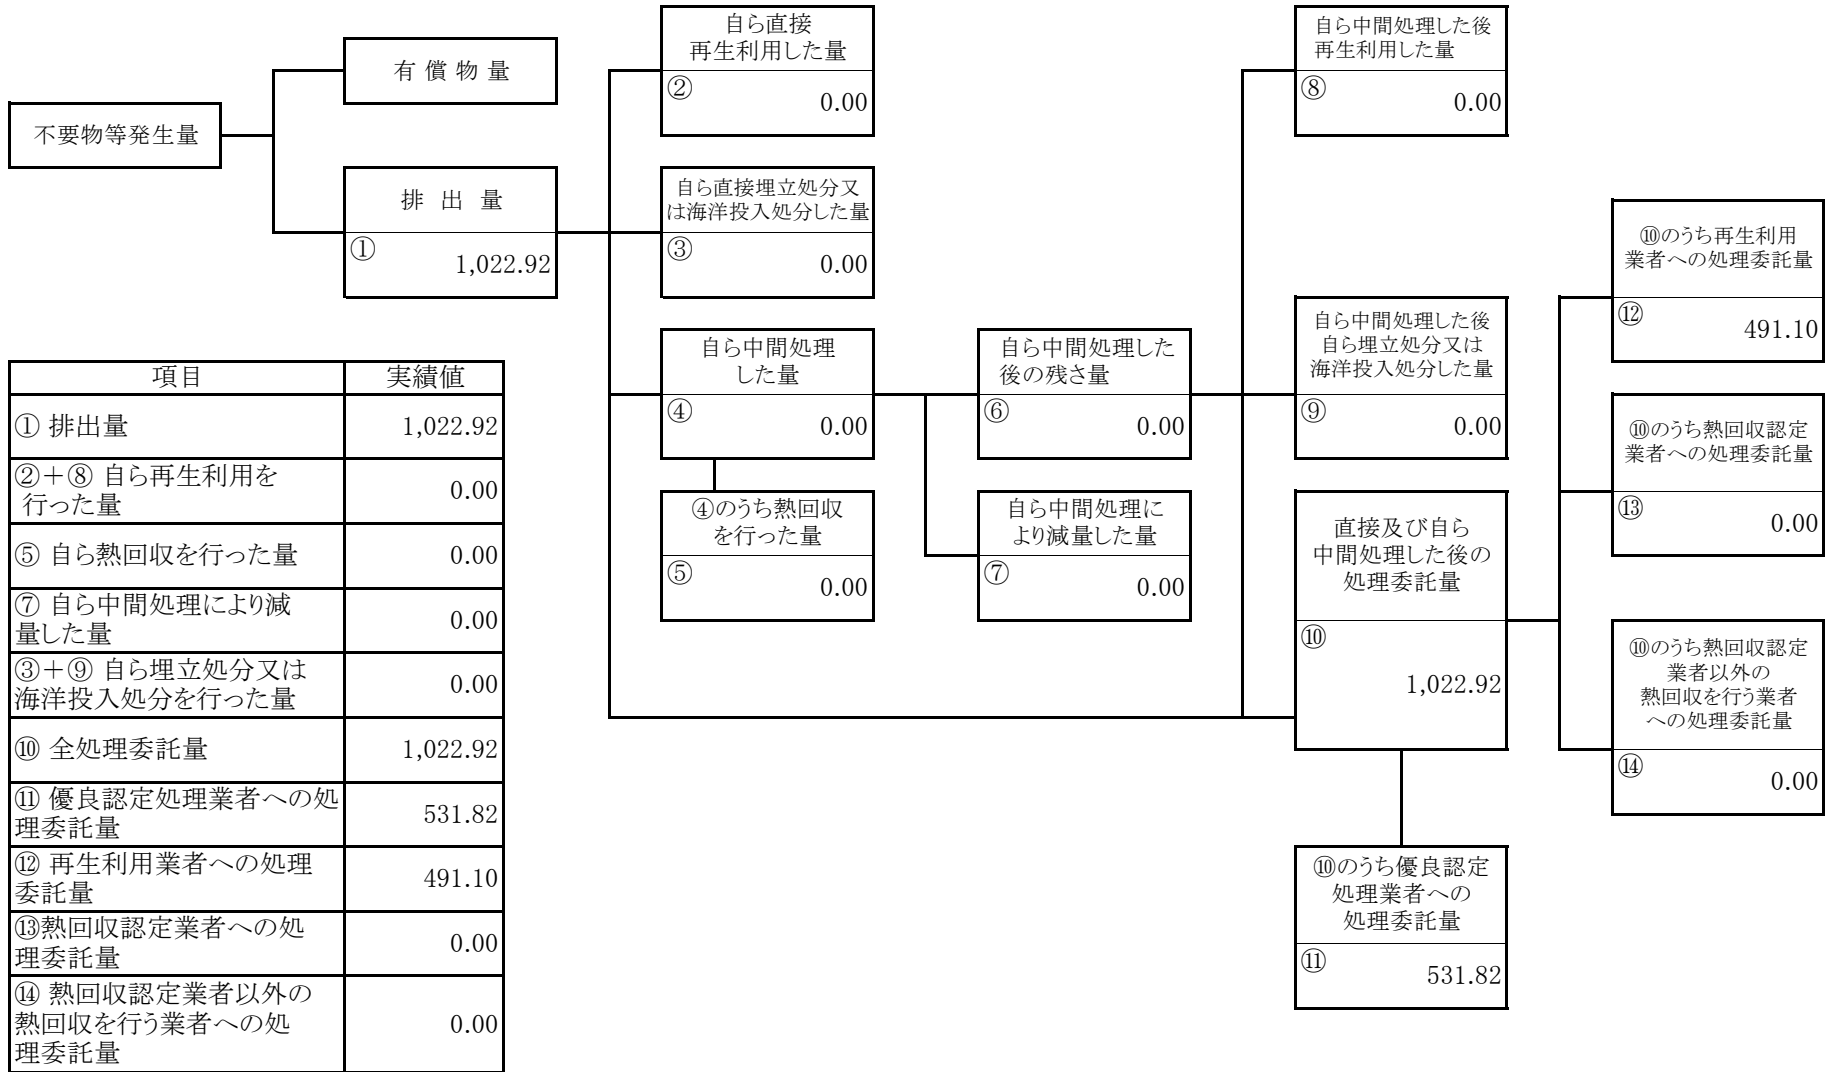 不要物等発生量
有償物量
排出量
①
1,022.92
自ら直接
再生利用した量
②
0.00
自ら直接埋立処分又
は海洋投入処分した量
③
0.00
自ら中間処理
した量
④
0.00
④のうち熱回収
を行った量
⑤
0.00
自ら中間処理した
後の残さ量
⑥
0.00
自ら中間処理に
より減量した量
⑦
0.00
自ら中間処理した後
再生利用した量
⑧
0.00
自ら中間処理した後
自ら埋立処分又は
海洋投入処分した量
⑨
0.00
直接及び自ら
中間処理した後の
処理委託量
⑩
1,022.92
⑩のうち優良認定
処理業者への
処理委託量
⑪
531.82
⑩のうち再生利用
業者への処理委託量
⑫
491.10
⑩のうち熱回収認定
業者への処理委託量
⑬
0.00
⑩のうち熱回収認定
業者以外の
熱回収を行う業者
への処理委託量
⑭
0.00
項目 実績値
① 排出量 1,022.92
②＋⑧ 自ら再生利用を
行った量 0.00
⑤ 自ら熱回収を行った量 0.00
⑦ 自ら中間処理により減
量した量 0.00
③＋⑨ 自ら埋立処分又は
海洋投入処分を行った量 0.00
⑩ 全処理委託量 1,022.92
⑪ 優良認定処理業者への処
理委託量 531.82
⑫ 再生利用業者への処理
委託量 491.10
⑬熱回収認定業者への処
理委託量 0.00
⑭ 熱回収認定業者以外の
熱回収を行う業者への処
理委託量 0.00